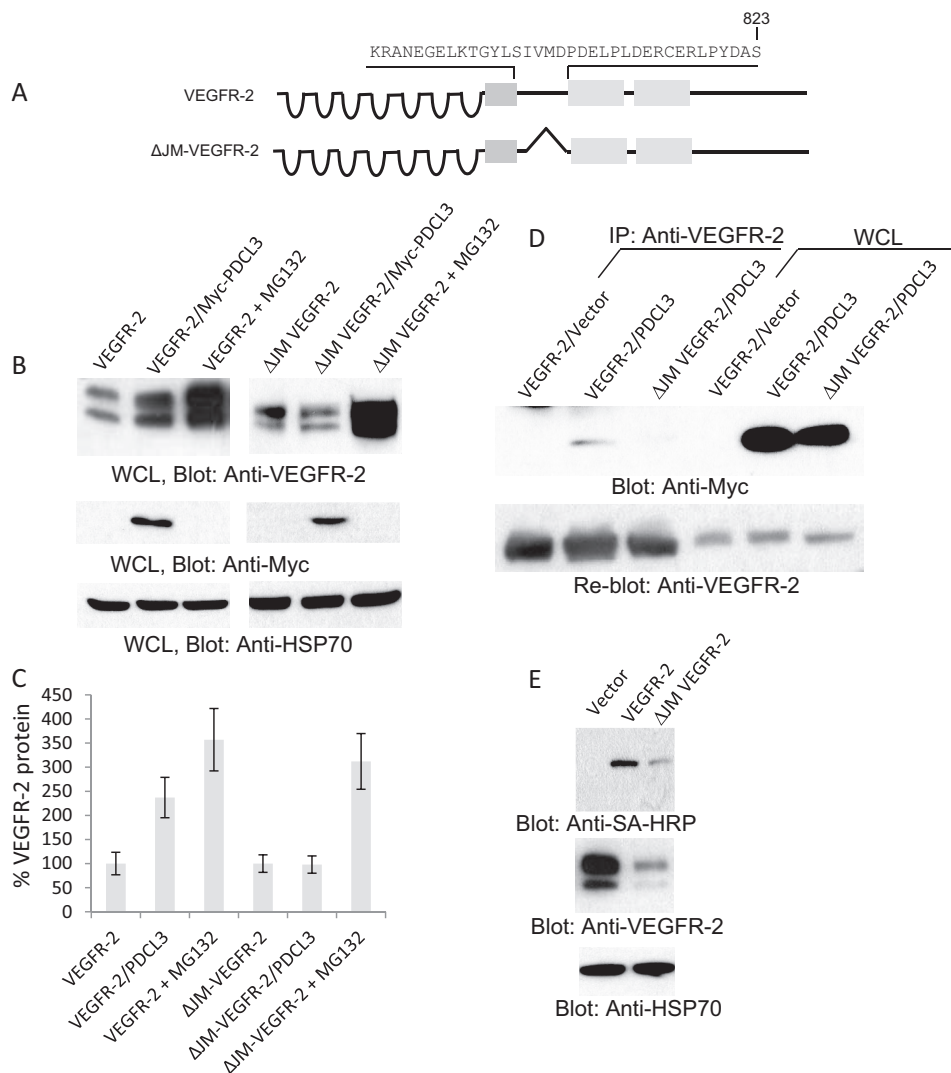 823
KRANEGELKTGYLSIVMDPDELPLDERCERLPYDAS
A
VEGFR-2
ΔJM-VEGFR-2
B
VEGFR-2
VEGFR-2/Myc-PDCL3
VEGFR-2 + MG132
ΔJM VEGFR-2
ΔJM VEGFR-2/Myc-PDCL3
ΔJM VEGFR-2 + MG132
WCL, Blot: Anti-VEGFR-2
WCL, Blot: Anti-Myc
WCL, Blot: Anti-HSP70
C
% VEGFR-2 protein
450
400
350
300
250
200
150
100
50
0
VEGFR-2
VEGFR-2/PDCL3
VEGFR-2 + MG132
ΔJM-VEGFR-2
ΔJM-VEGFR-2/PDCL3
ΔJM-VEGFR-2 + MG132
D
IP: Anti-VEGFR-2
WCL
VEGFR-2/Vector
VEGFR-2/PDCL3
ΔJM VEGFR-2/PDCL3
VEGFR-2/Vector
VEGFR-2/PDCL3
ΔJM VEGFR-2/PDCL3
Blot: Anti-Myc
Re-blot: Anti-VEGFR-2
E
Vector
VEGFR-2
ΔJM VEGFR-2
Blot: Anti-SA-HRP
Blot: Anti-VEGFR-2
Blot: Anti-HSP70